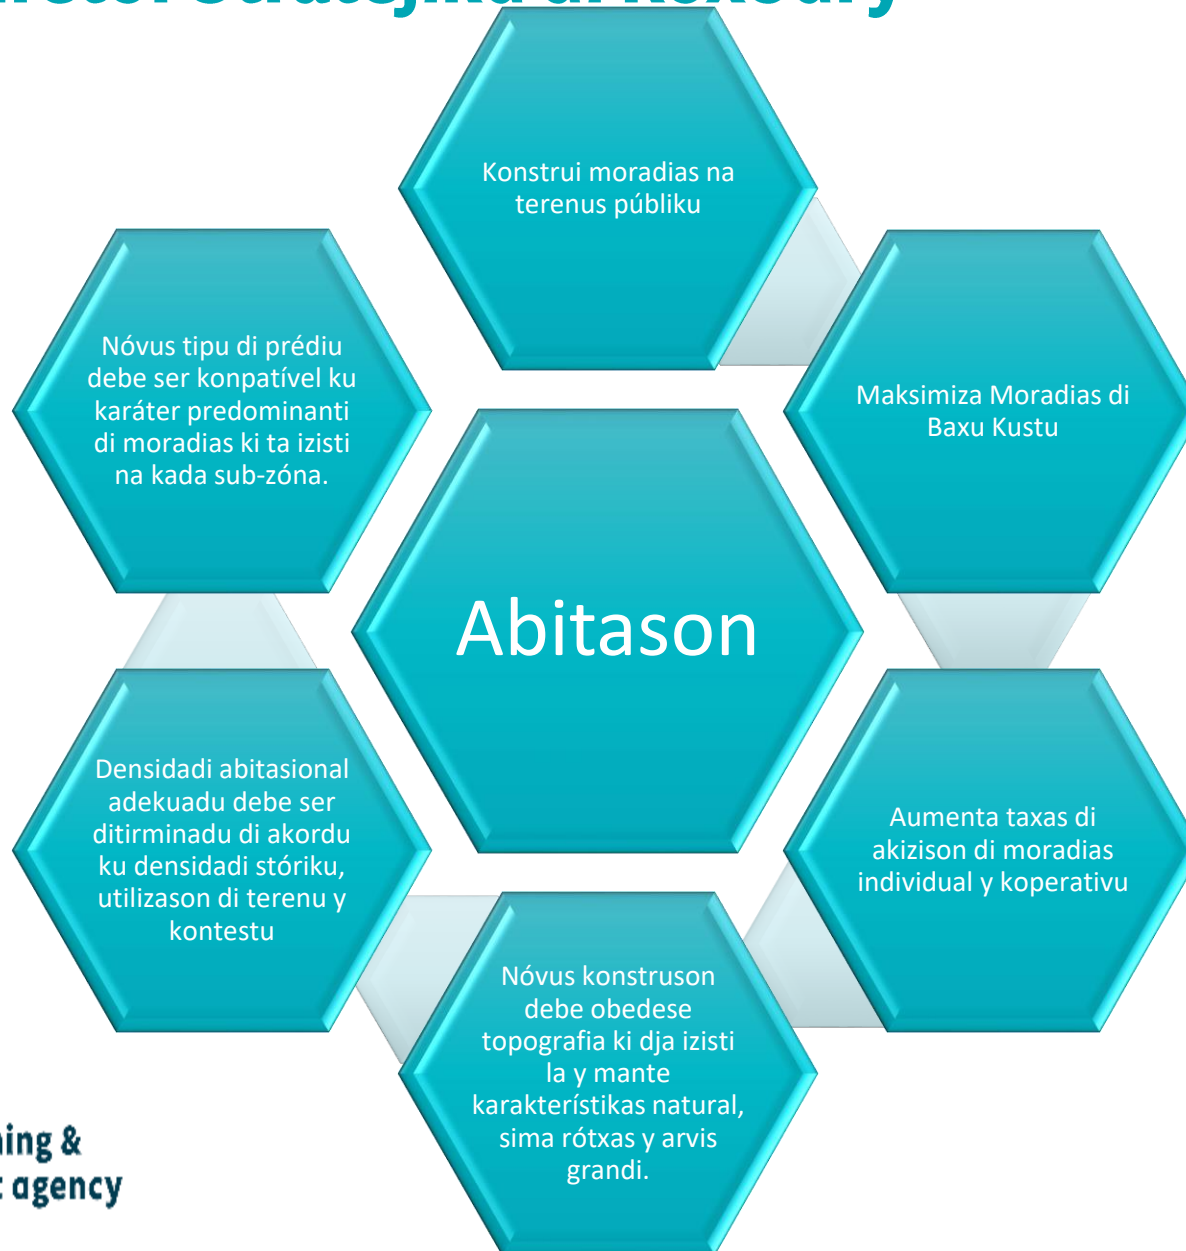 Stratéjiku di Roxbury
Konstrui moradias na
terenus públiku
Maksimiza Moradias di
Baxu Kustu
Aumenta taxas di
akizison di moradias
individual y koperativu
Nóvus konstruson
debe obedese
topografia ki dja izisti
la y mante
karakterístikas natural,
sima rótxas y arvis
grandi.
Densidadi abitasional
adekuadu debe ser
ditirminadu di akordu
ku densidadi stóriku,
utilizason di terenu y
kontestu
Nóvus tipu di prédiu
debe ser konpatível ku
karáter predominanti
di moradias ki ta izisti
na kada sub-zóna.
Abitason
&
agency